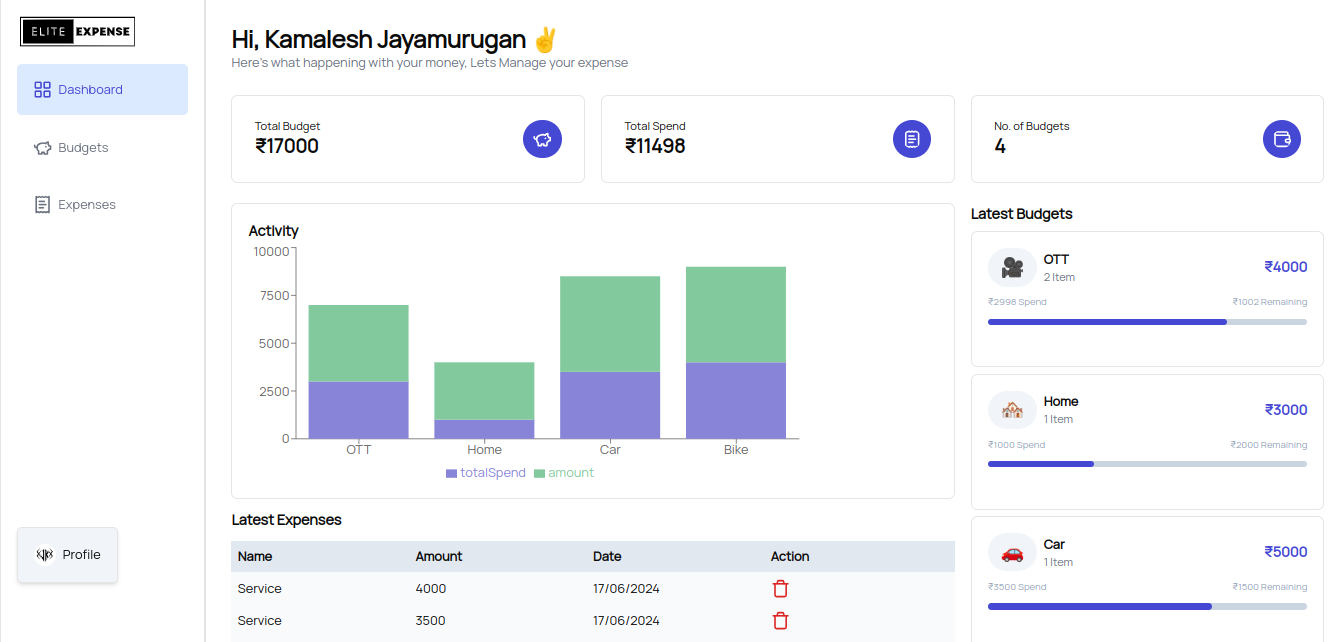 ELITE EXPENSE
Dashboard
Budgets
Expenses
Profile
Hi, Kamalesh Jayamurugan ✌️
Here's what happening with your money, Lets Manage your expense
Total Budget
₹17000
Total Spend
₹11498
No. of Budgets
4
Activity
10000
7500
5000
2500
0
OTT Home Car Bike
totalSpend amount
Latest Expenses
Name Amount Date Action
Service 4000 17/06/2024
Service 3500 17/06/2024
Latest Budgets
OTT
2 Item
₹4000
₹2998 Spend ₹1002 Remaining
Home
1 Item
₹3000
₹1000 Spend ₹2000 Remaining
Car
1 Item
₹5000
₹3500 Spend ₹1500 Remaining